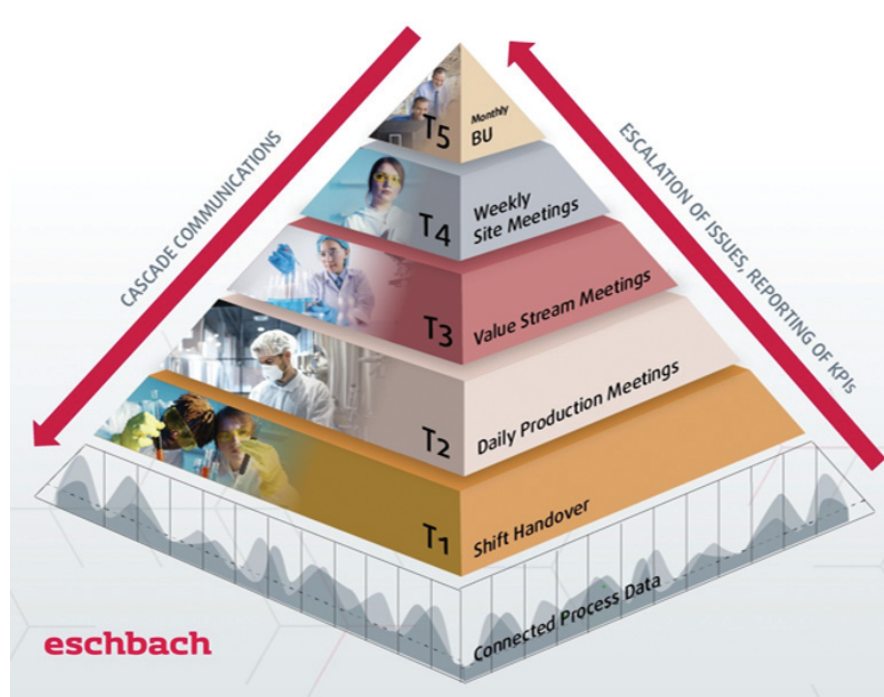 CASCADE COMMUNICATIONS
ESCALATION OF ISSUES, REPORTING OF KPIs
T5
Monthly
BU
T4
Weekly
Site Meetings
T3
Value Stream Meetings
T2
Daily Production Meetings
T1
Shift Handover
Connected Process Data
eschbach